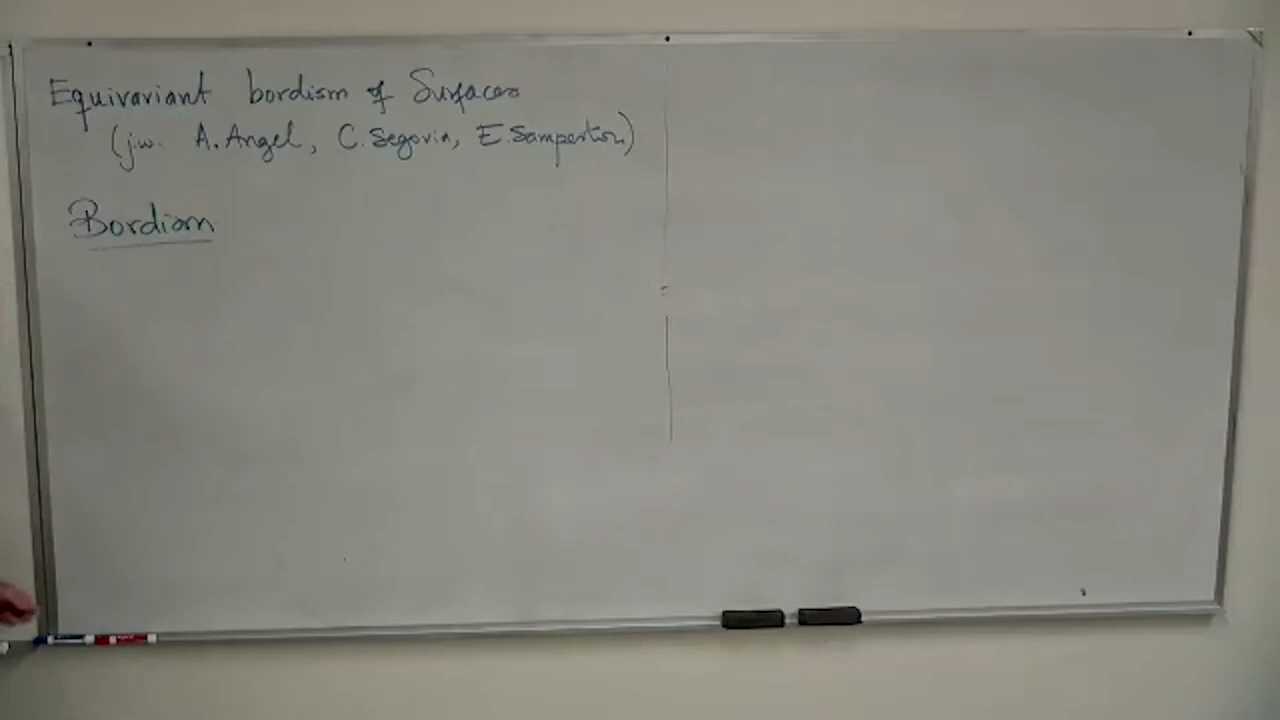 Equivariant bordism of Surfaces
(j.w. A. Angel, C. Segovia, E. Samperton)
Bordism